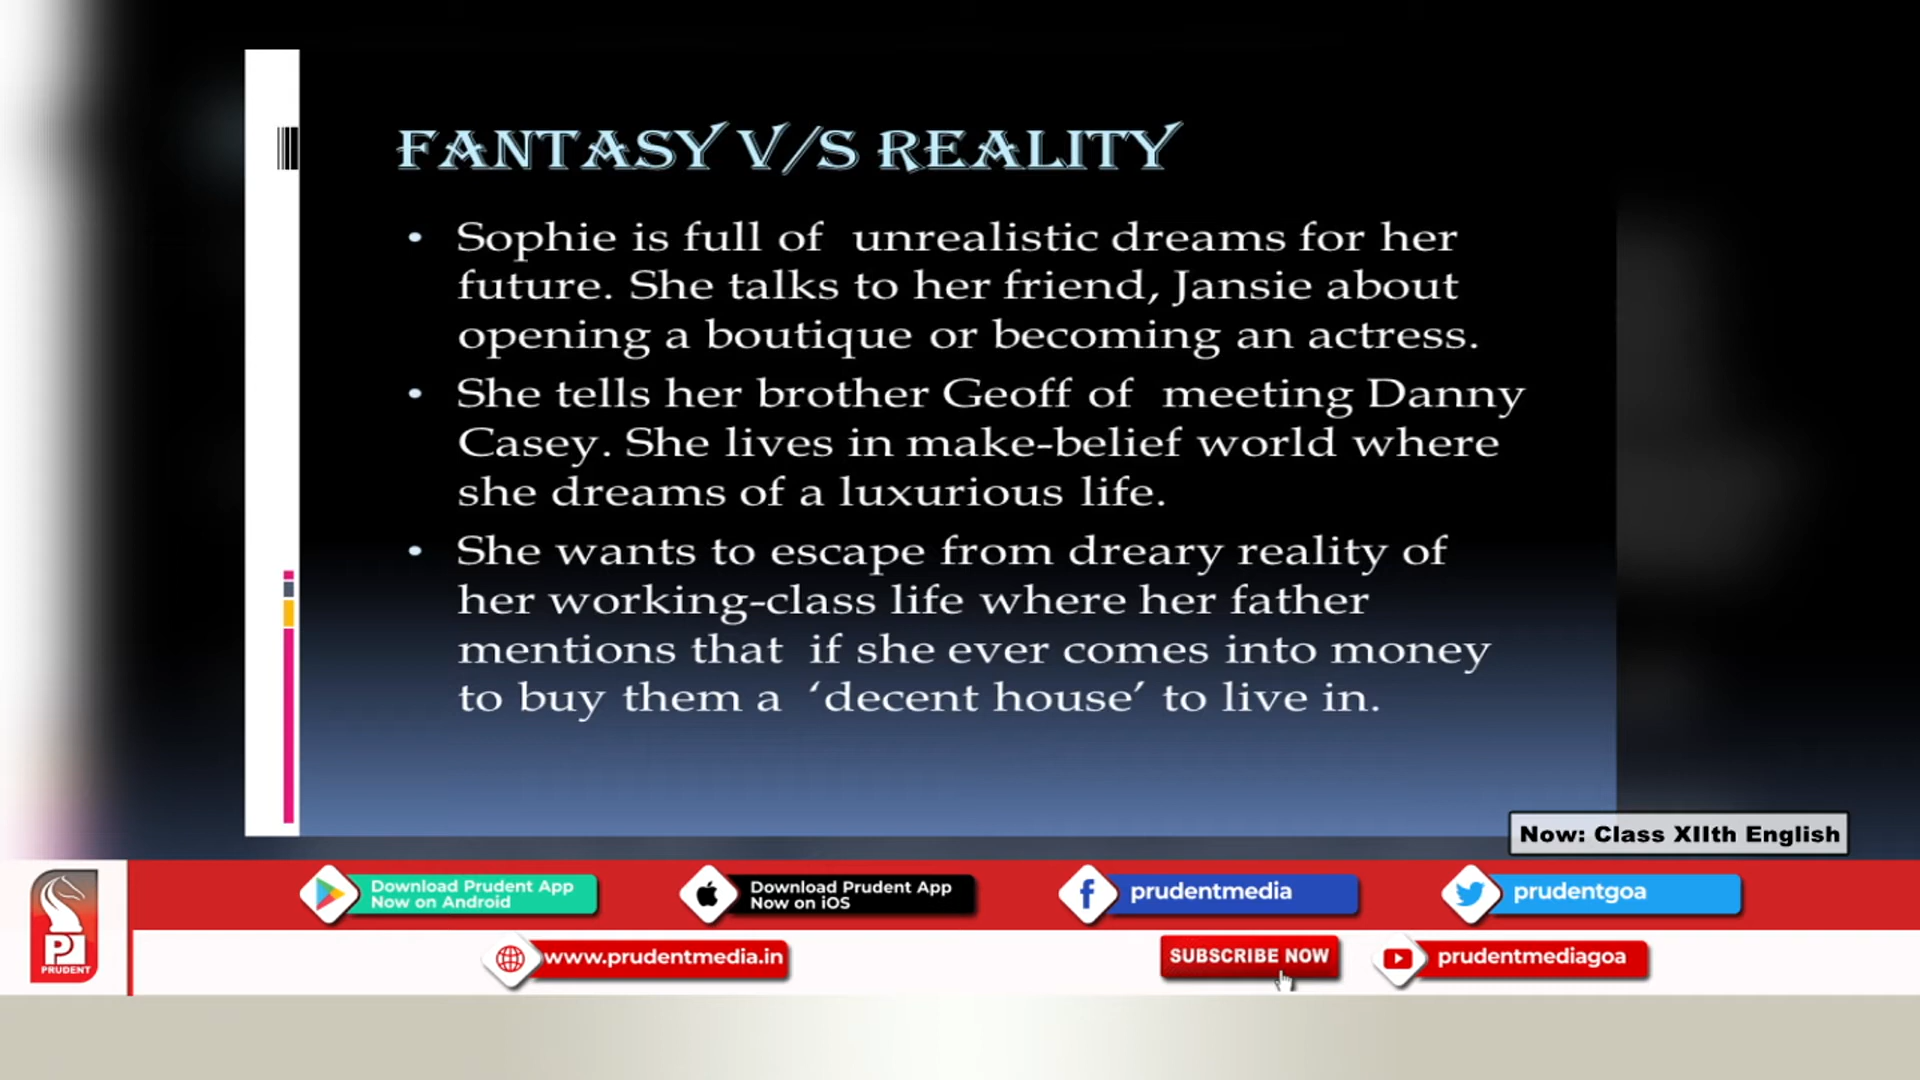 FANTASY V/S REALITY
• Sophie is full of unrealistic dreams for her
future. She talks to her friend, Jansie about
opening a boutique or becoming an actress.
• She tells her brother Geoff of meeting Danny
Casey. She lives in make-belief world where
she dreams of a luxurious life.
• She wants to escape from dreary reality of
her working-class life where her father
mentions that if she ever comes into money
to buy them a ‘decent house’ to live in.
Now: Class XIIth English
Download Prudent App
Now on Android
Download Prudent App
Now on iOS
prudentmedia
prudentgoa
PRUDENT
www.prudentmedia.in
SUBSCRIBE NOW
prudentmediagoa